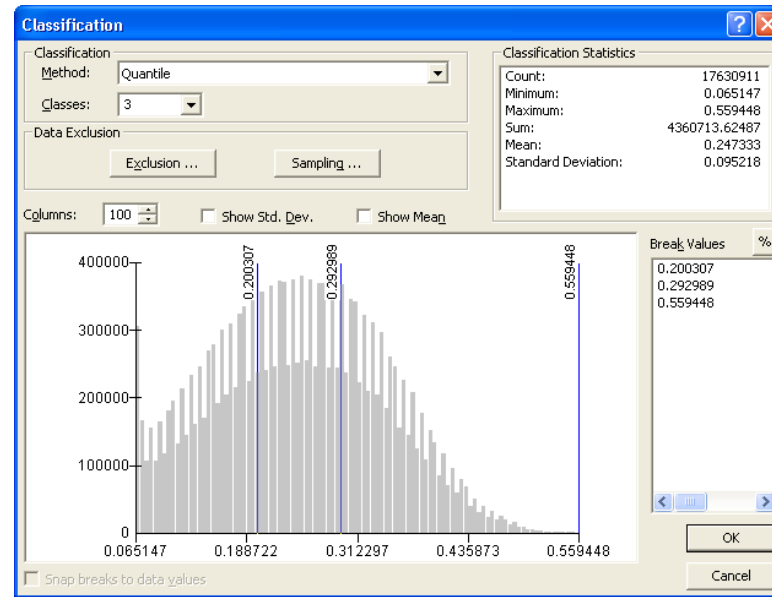 Classification
Classification
Method: Quantile
Classes: 3
Data Exclusion
Exclusion ...
Sampling ...
Classification Statistics
Count: 17630911
Minimum: 0.065147
Maximum: 0.559448
Sum: 4360713.62487
Mean: 0.247333
Standard Deviation: 0.095218
Columns: 100
Show Std. Dev.
Show Mean
400000
300000
200000
100000
0
0.200307
0.292989
0.559448
0.065147
0.188722
0.312297
0.435873
0.559448
Break Values
%
0.200307
0.292989
0.559448
OK
Cancel
Snap breaks to data values